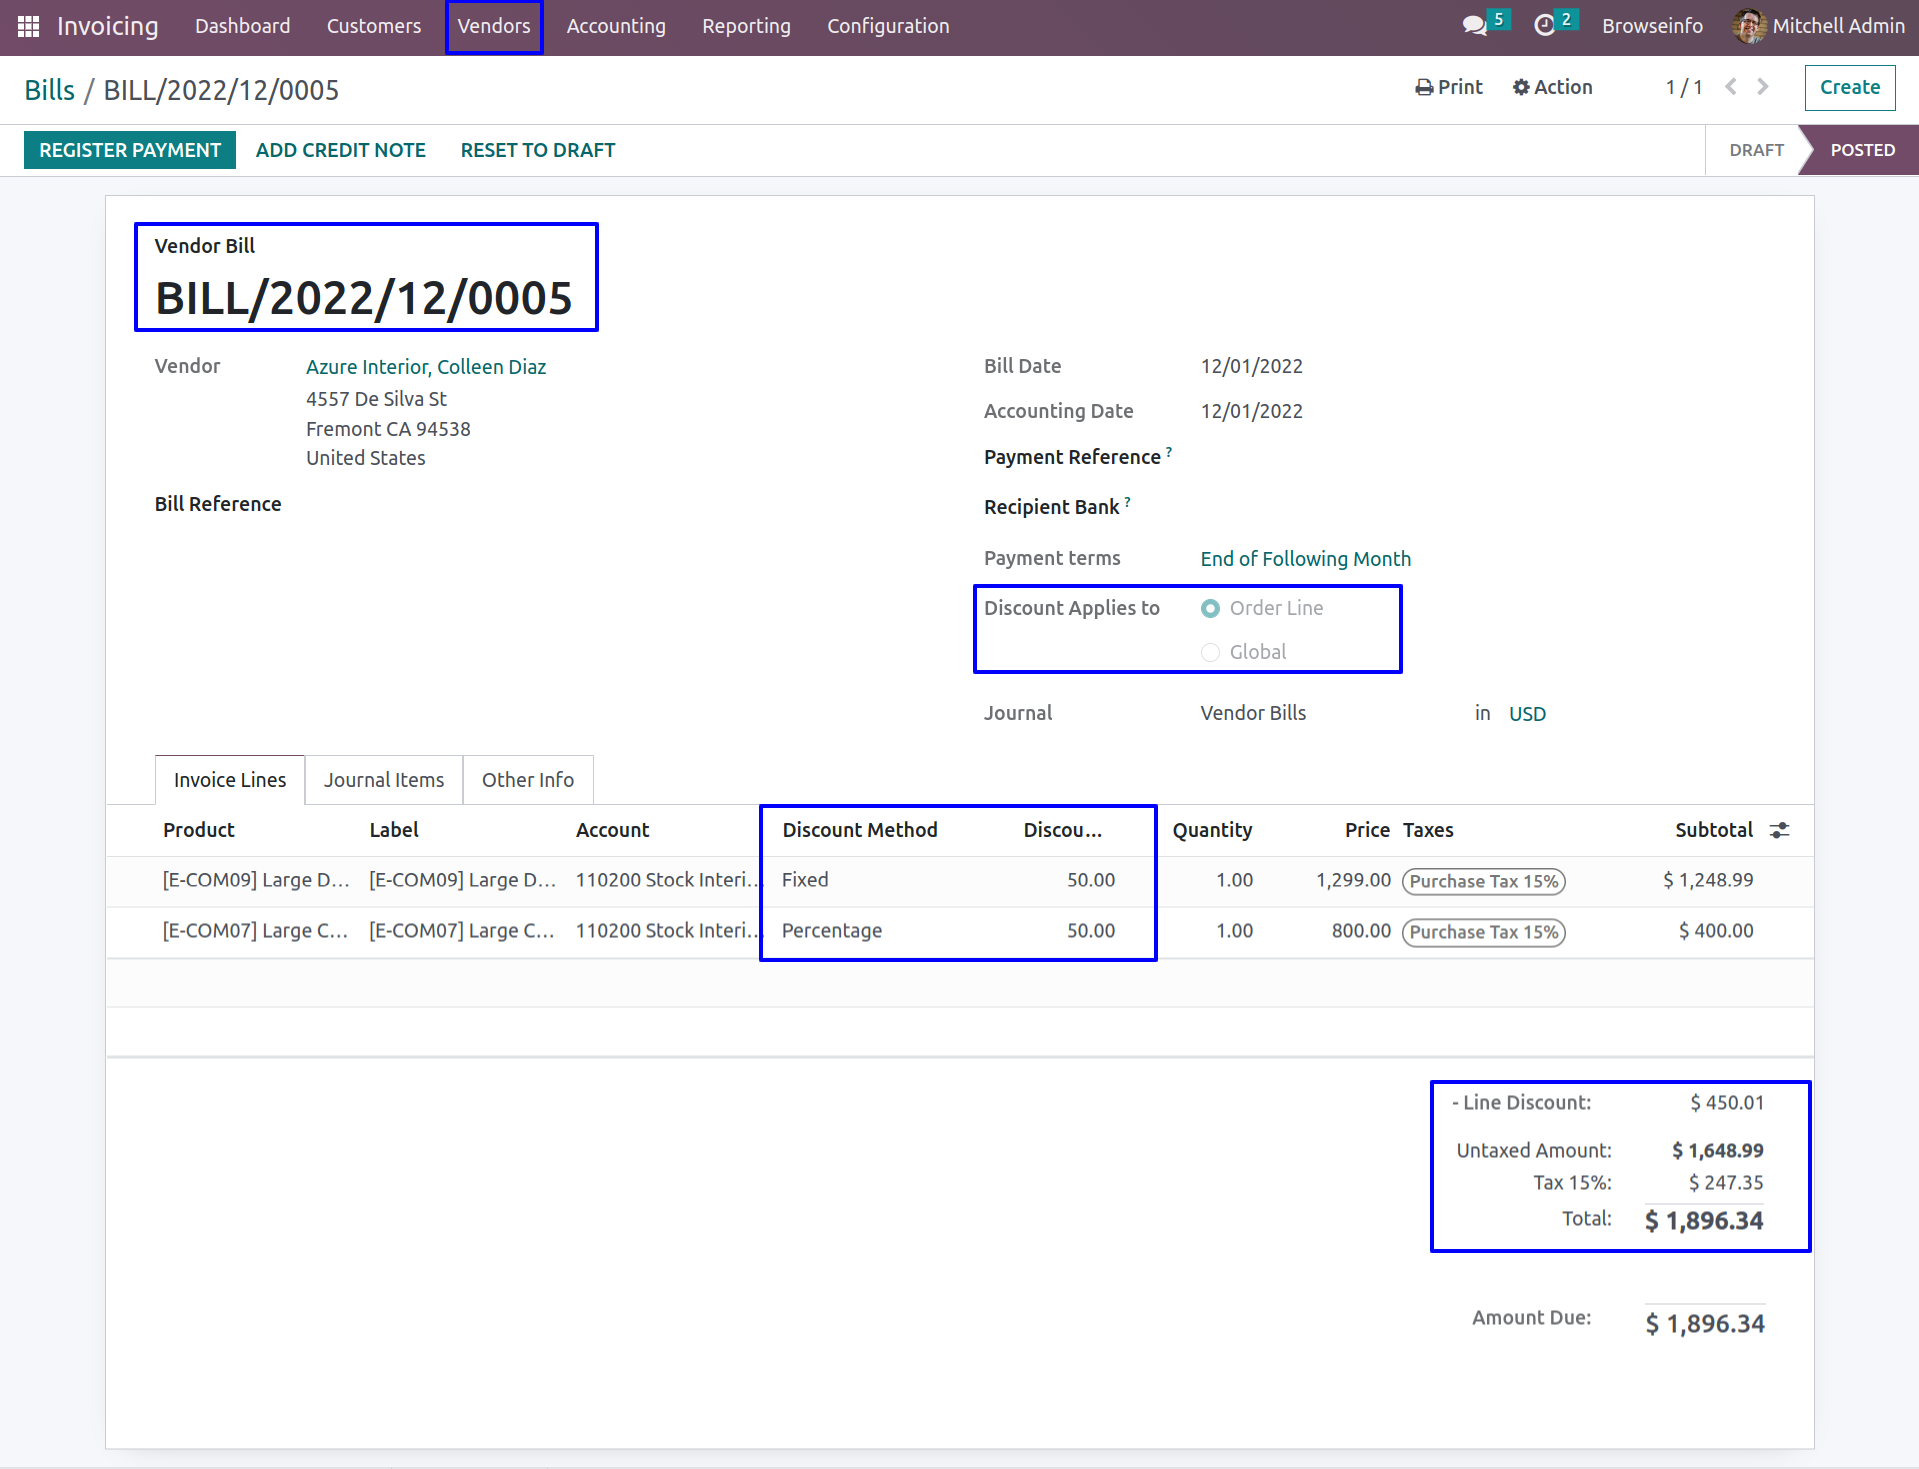 Invoicing Dashboard Customers Vendors Accounting Reporting Configuration 5 2 Browseinfo Mitchell Admin
Bills / BILL/2022/12/0005 Print Action 1 / 1 Create
REGISTER PAYMENT ADD CREDIT NOTE RESET TO DRAFT DRAFT POSTED
Vendor Bill
BILL/2022/12/0005
Vendor Azure Interior, Colleen Diaz
4557 De Silva St
Fremont CA 94538
United States
Bill Reference
Bill Date 12/01/2022
Accounting Date 12/01/2022
Payment Reference ?
Recipient Bank ?
Payment terms End of Following Month
Discount Applies to Order Line
Global
Journal Vendor Bills in USD
Invoice Lines Journal Items Other Info
Product Label Account Discount Method Discou... Quantity Price Taxes Subtotal
[E-COM09] Large D... [E-COM09] Large D... 110200 Stock Interi... Fixed 50.00 1.00 1,299.00 Purchase Tax 15% $ 1,248.99
[E-COM07] Large C... [E-COM07] Large C... 110200 Stock Interi... Percentage 50.00 1.00 800.00 Purchase Tax 15% $ 400.00
- Line Discount: $ 450.01
Untaxed Amount: $ 1,648.99
Tax 15%: $ 247.35
Total: $ 1,896.34
Amount Due: $ 1,896.34